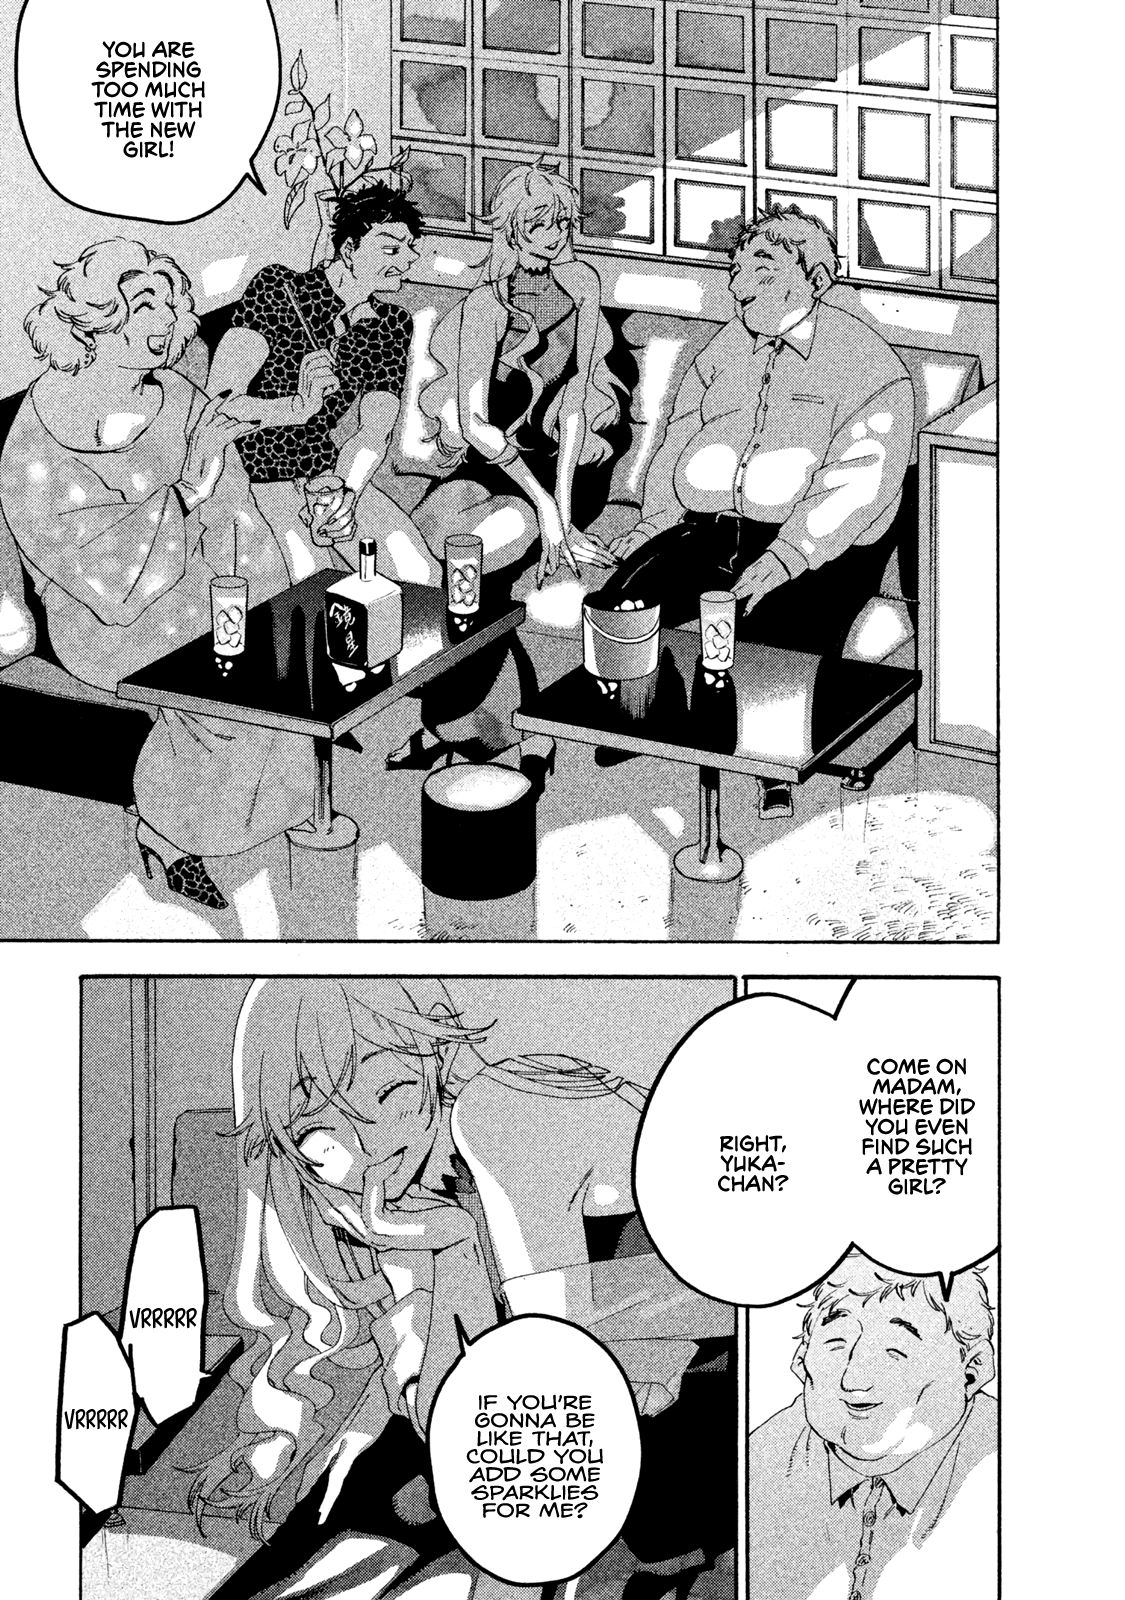 YOU ARE
SPENDING
TOO MUCH
TIME WITH
THE NEW
GIRL!
鏡星
COME ON
MADAM,
WHERE DID
YOU EVEN
FIND SUCH
A PRETTY
GIRL?
RIGHT,
YUKA-
CHAN?
IF YOU'RE
GONNA BE
LIKE THAT,
COULD YOU
ADD SOME
SPARKLIES
FOR ME?
VRRRRR
VRRRRR